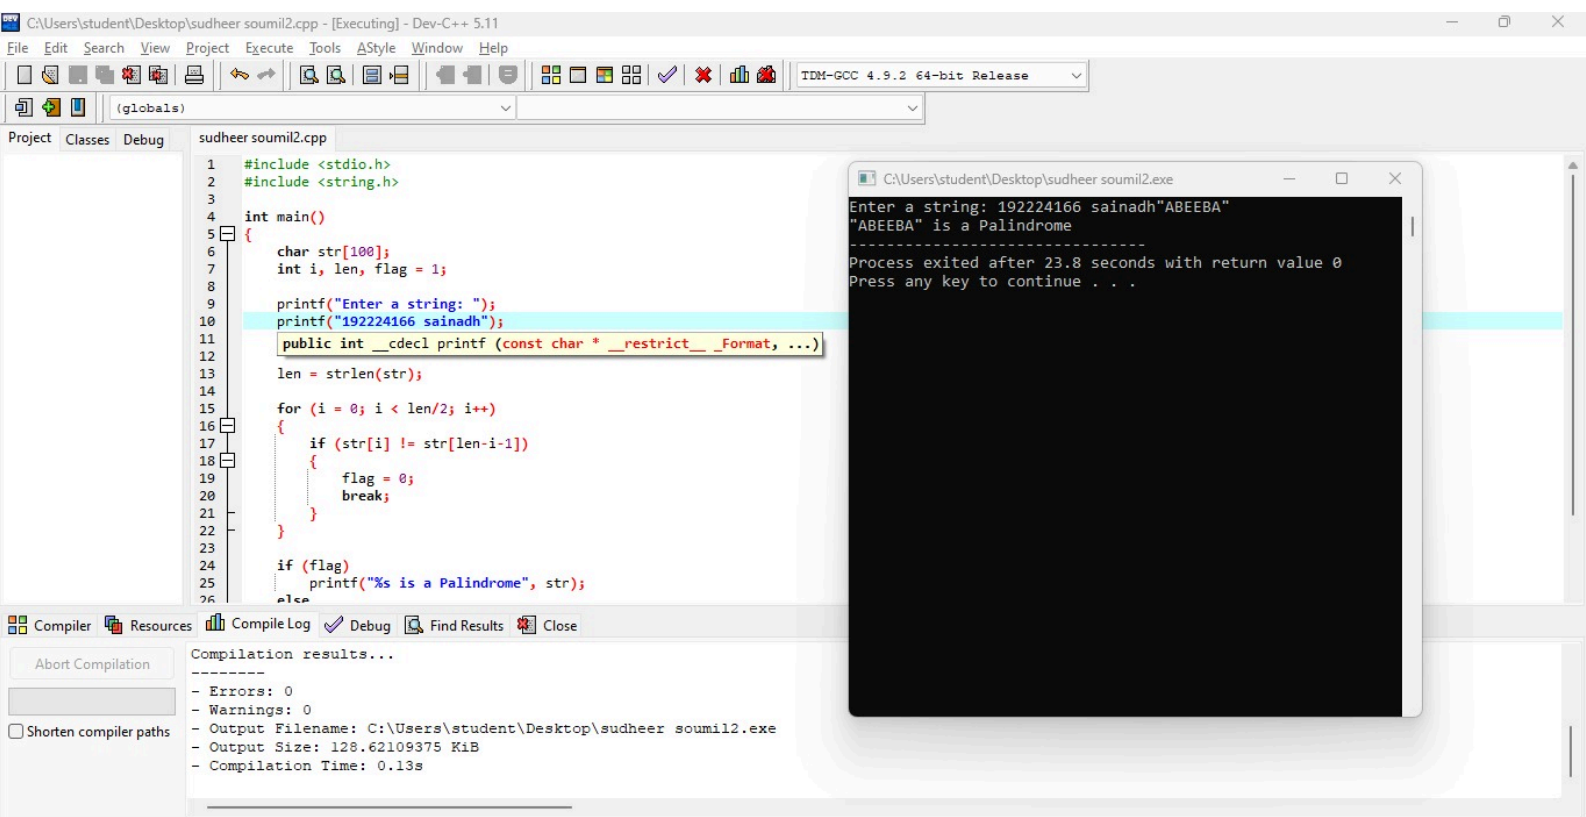 C:\Users\student\Desktop\sudheer soumil2.cpp - [Executing] - Dev-C++ 5.11
File Edit Search View Project Execute Tools AStyle Window Help
TDM-GCC 4.9.2 64-bit Release
(globals)
Project Classes Debug
sudheer soumil2.cpp
1 #include <stdio.h>
2 #include <string.h>
3
4 int main()
5 {
6 char str[100];
7 int i, len, flag = 1;
8
9 printf("Enter a string: ");
10 printf("192224166 sainadh");
11 public int __cdecl printf (const char * __restrict__ _Format, ...)
12
13 len = strlen(str);
14
15 for (i = 0; i < len/2; i++)
16 {
17 if (str[i] != str[len-i-1])
18 {
19 flag = 0;
20 break;
21 }
22 }
23
24 if (flag)
25 printf("%s is a Palindrome", str);
26 else
C:\Users\student\Desktop\sudheer soumil2.exe
Enter a string: 192224166 sainadh"ABEEBA"
"ABEEBA" is a Palindrome
--------------------------------
Process exited after 23.8 seconds with return value 0
Press any key to continue . . .
Compiler Resources Compile Log Debug Find Results Close
Abort Compilation
Shorten compiler paths
Compilation results...
--------
- Errors: 0
- Warnings: 0
- Output Filename: C:\Users\student\Desktop\sudheer soumil2.exe
- Output Size: 128.62109375 KiB
- Compilation Time: 0.13s